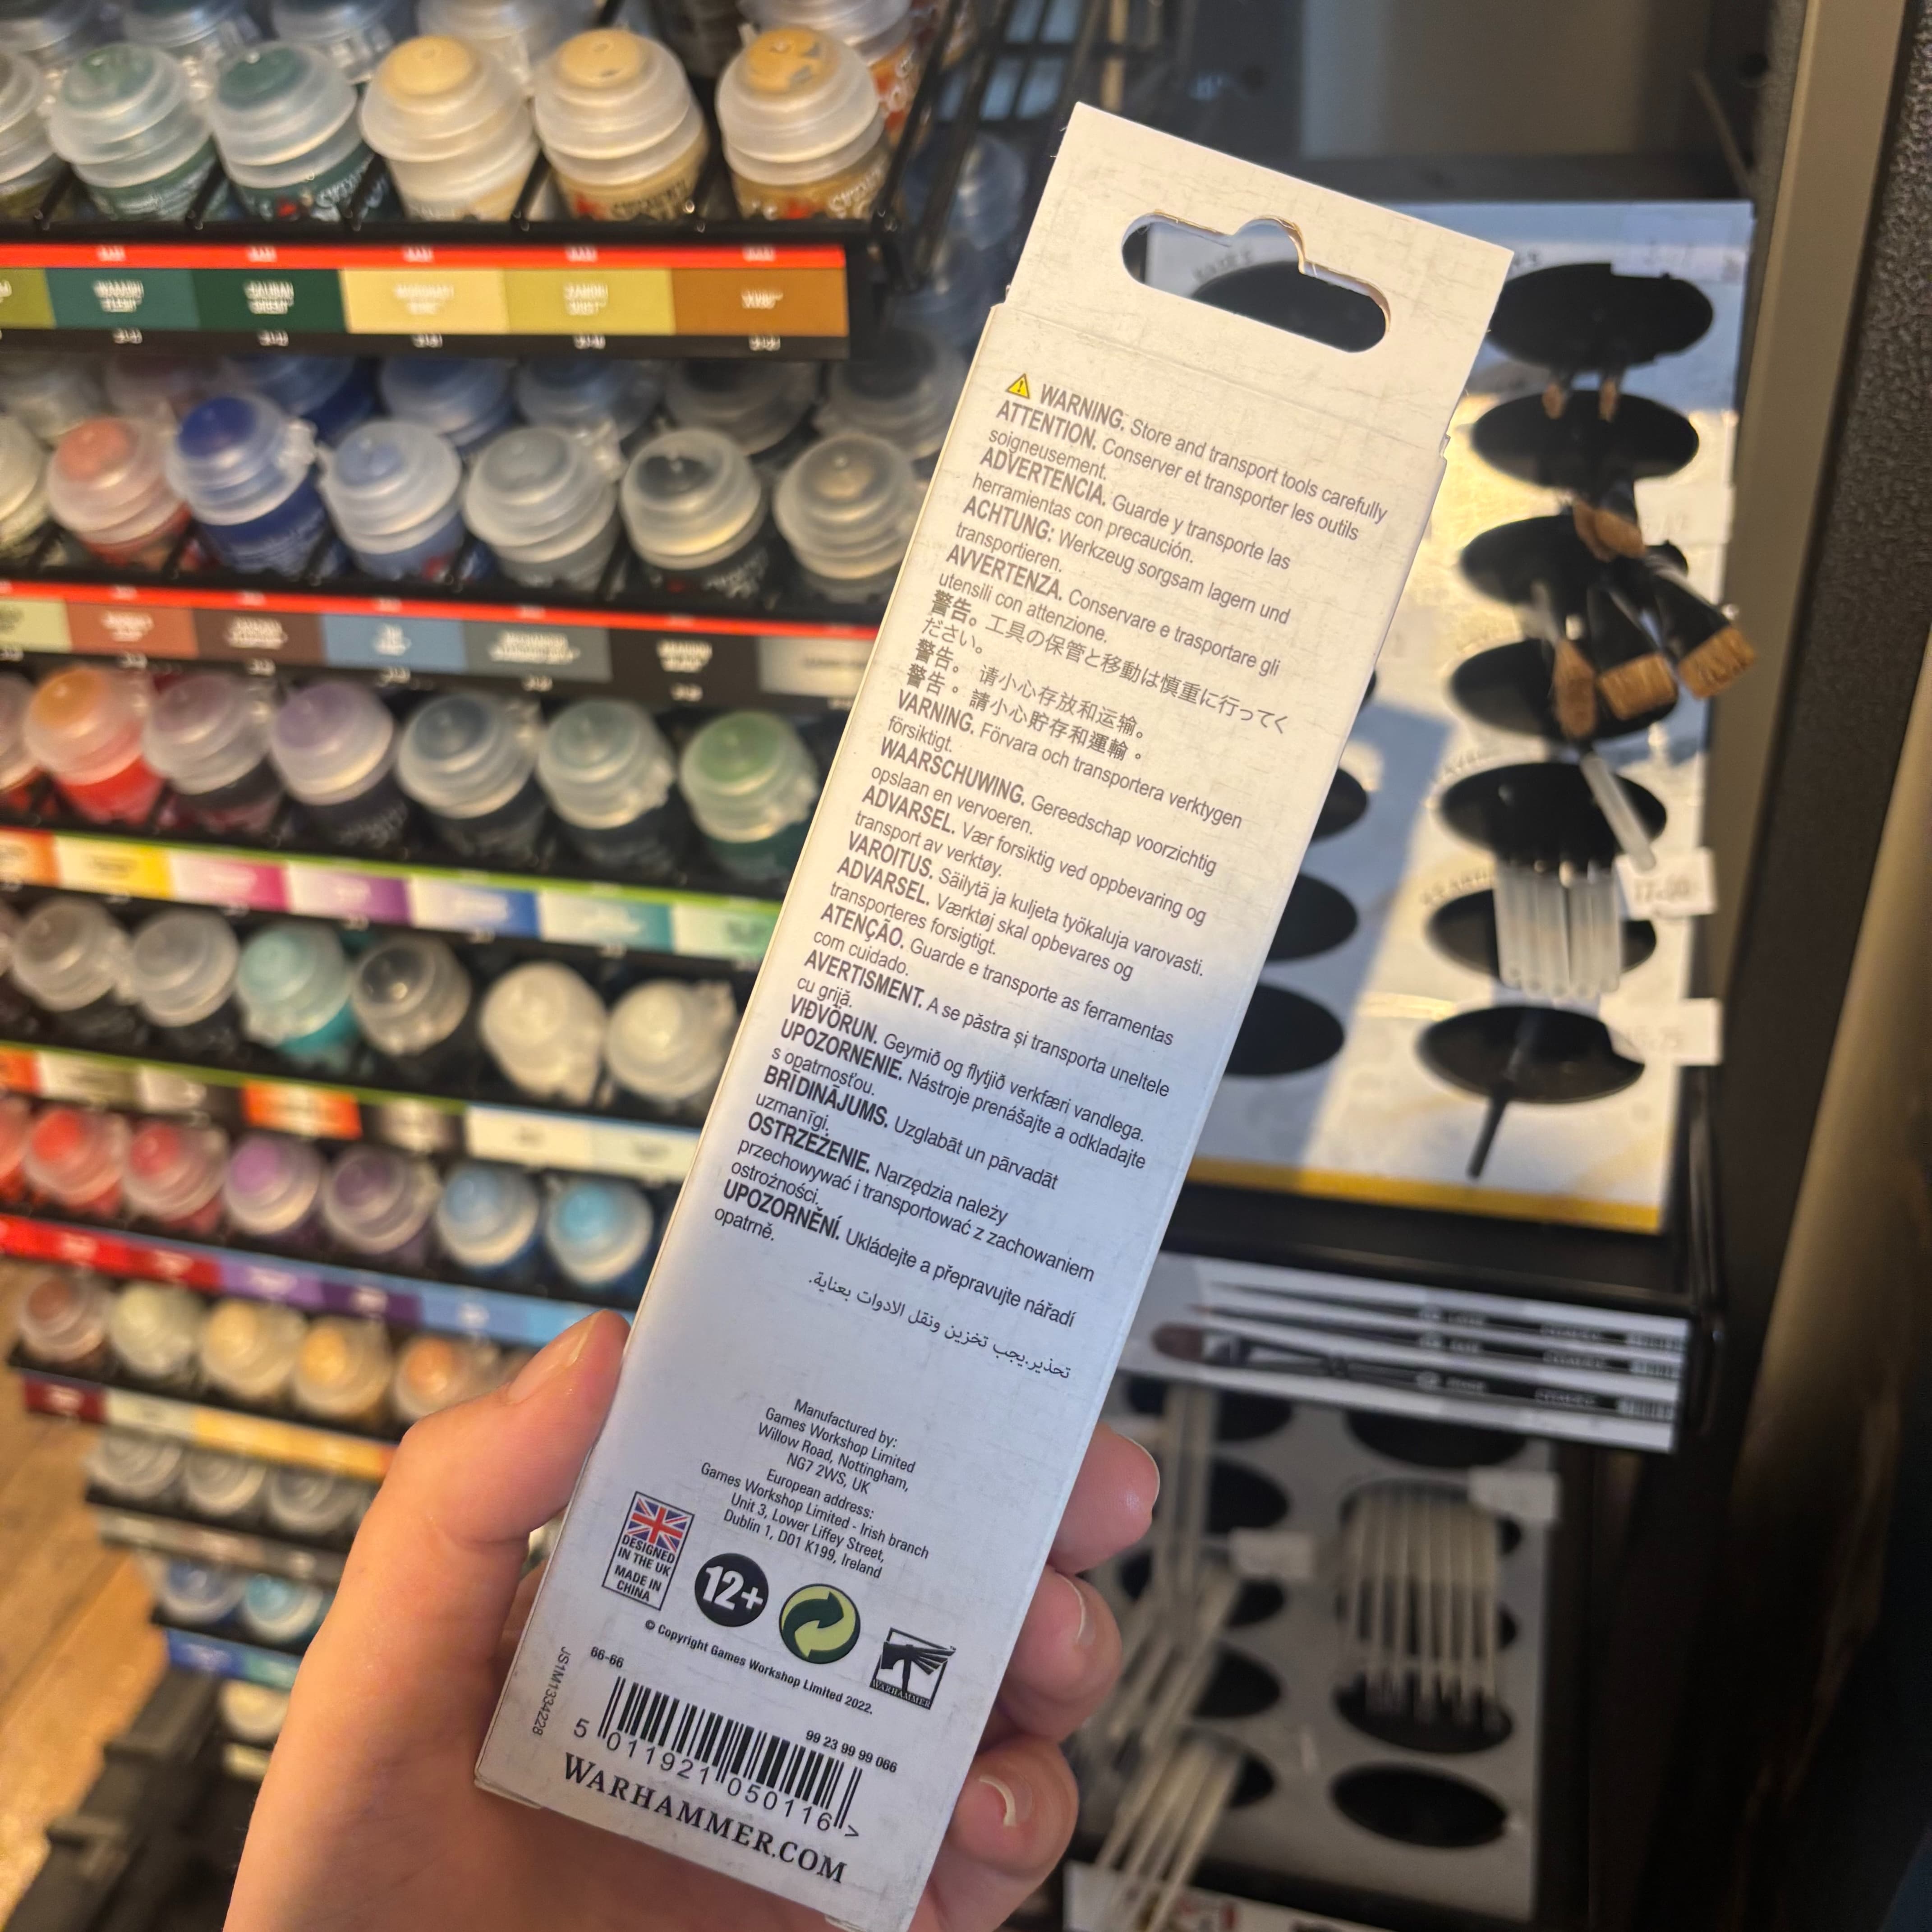 WARNING. Store and transport tools carefully
ATTENTION. Conserver et transporter les outils
soigneusement.
ADVERTENCIA. Guarde y transporte las
herramientas con precaución.
ACHTUNG: Werkzeug sorgsam lagern und
transportieren.
AVVERTENZA. Conservare e trasportare gli
utensili con attenzione.
警告。工具の保管と移動は慎重に行ってく
ださい。
警告。 请小心存放和运输。
警告。請小心貯存和運輸。
VARNING. Förvara och transportera verktygen
försiktigt.
WAARSCHUWING. Gereedschap voorzichtig
opslaan en vervoeren.
ADVARSEL. Vær forsiktig ved oppbevaring og
transport av verktøy.
VAROITUS. Säilytä ja kuljeta työkaluja varovasti.
ADVARSEL. Værktøj skal opbevares og
transporteres forsigtigt.
ATENÇÃO. Guarde e transporte as ferramentas
com cuidado.
AVERTISMENT. A se păstra și transporta uneltele
cu grijă.
VIÐVÖRUN. Geymið og flytjið verkfæri vandlega.
UPOZORNENIE. Nástroje prenášajte a odkladajte
s opatrnosťou.
BRĪDINĀJUMS. Uzglabāt un pārvadāt
uzmanīgi.
OSTRZEŻENIE. Narzędzia należy
przechowywać i transportować z zachowaniem
ostrożności.
UPOZORNĚNÍ. Ukládejte a přepravujte nářadí
opatrně.
تحذير.يجب تخزين ونقل الادوات بعناية.
Manufactured by:
Games Workshop Limited
Willow Road, Nottingham,
NG7 2WS, UK
European address:
Games Workshop Limited - Irish branch
Unit 3, Lower Liffey Street,
Dublin 1, D01 K199, Ireland
DESIGNED
IN THE UK
MADE IN
CHINA
12+
WARHAMMER
© Copyright Games Workshop Limited 2022.
66-66
99 23 99 99 066
JS1M1334228
5 011921 050116 >
WARHAMMER.COM